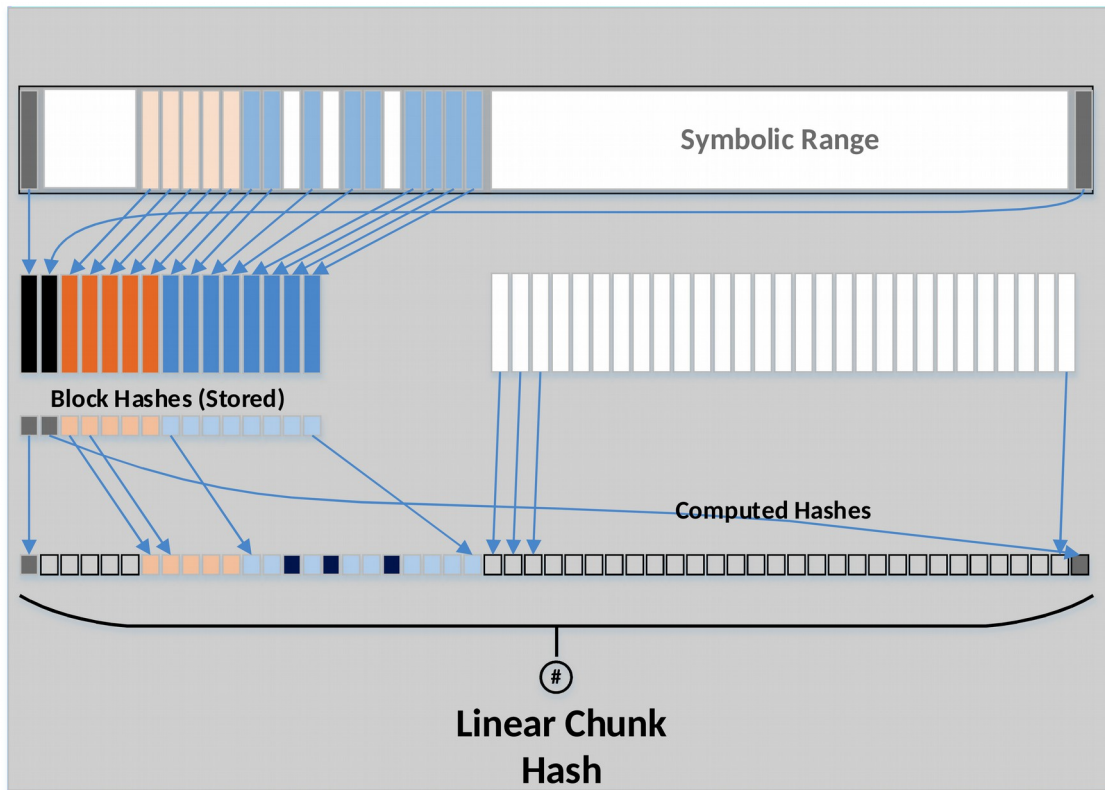 Symbolic Range
Block Hashes (Stored)
Computed Hashes
#
Linear Chunk
Hash